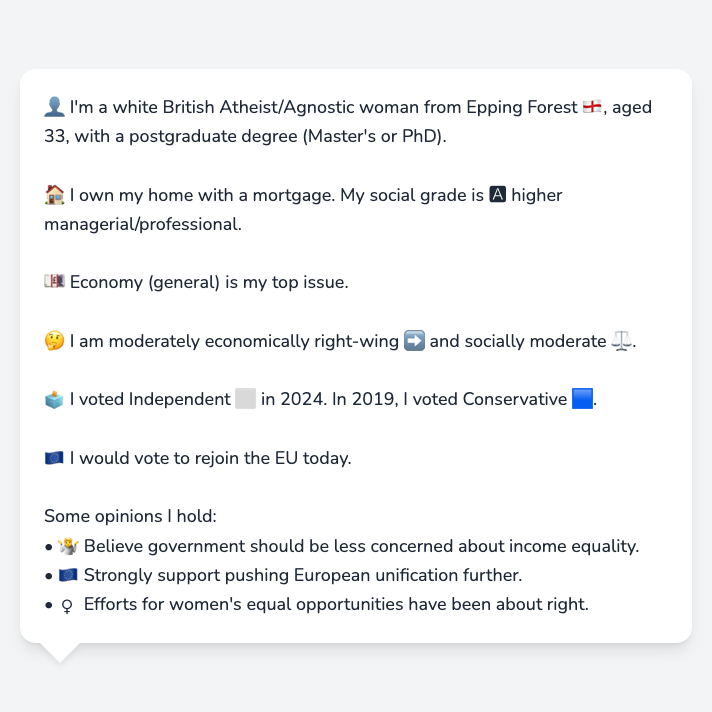 👤 I'm a white British Atheist/Agnostic woman from Epping Forest 🏴󠁧󠁢󠁥󠁮󠁧󠁿, aged
33, with a postgraduate degree (Master's or PhD).
🏠 I own my home with a mortgage. My social grade is 🅰 higher
managerial/professional.
💷 Economy (general) is my top issue.
🤔 I am moderately economically right-wing ➡️ and socially moderate ⚖️.
🗳️ I voted Independent ⬜ in 2024. In 2019, I voted Conservative 🟦.
🇪🇺 I would vote to rejoin the EU today.
Some opinions I hold:
• 🤷 Believe government should be less concerned about income equality.
• 🇪🇺 Strongly support pushing European unification further.
• ♀ Efforts for women's equal opportunities have been about right.